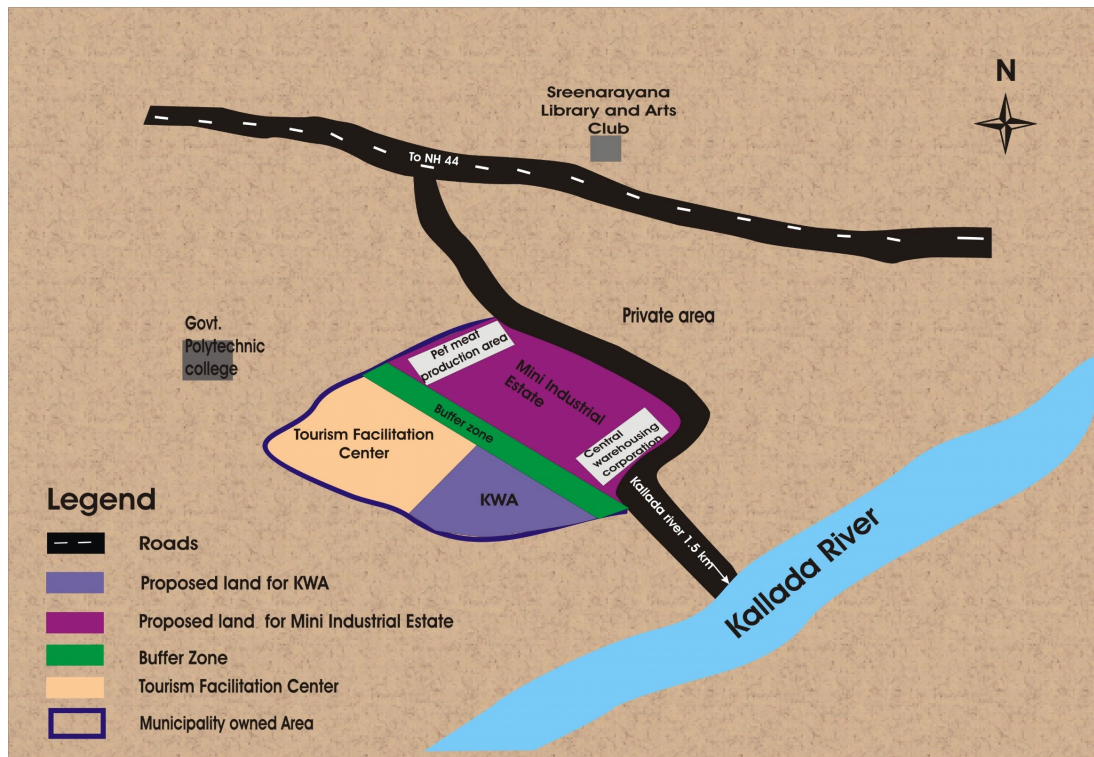 N
Sreenarayana
Library and Arts
Club
To NH 44
Private area
Govt.
Polytechnic
college
Pet meat
production area
Mini Industrial
Estate
Buffer zone
Tourism Facilitation
Center
Central
warehousing
corporation
KWA
Kallada river 1.5 km
Kallada River
Legend
Roads
Proposed land for KWA
Proposed land for Mini Industrial Estate
Buffer Zone
Tourism Facilitation Center
Municipality owned Area